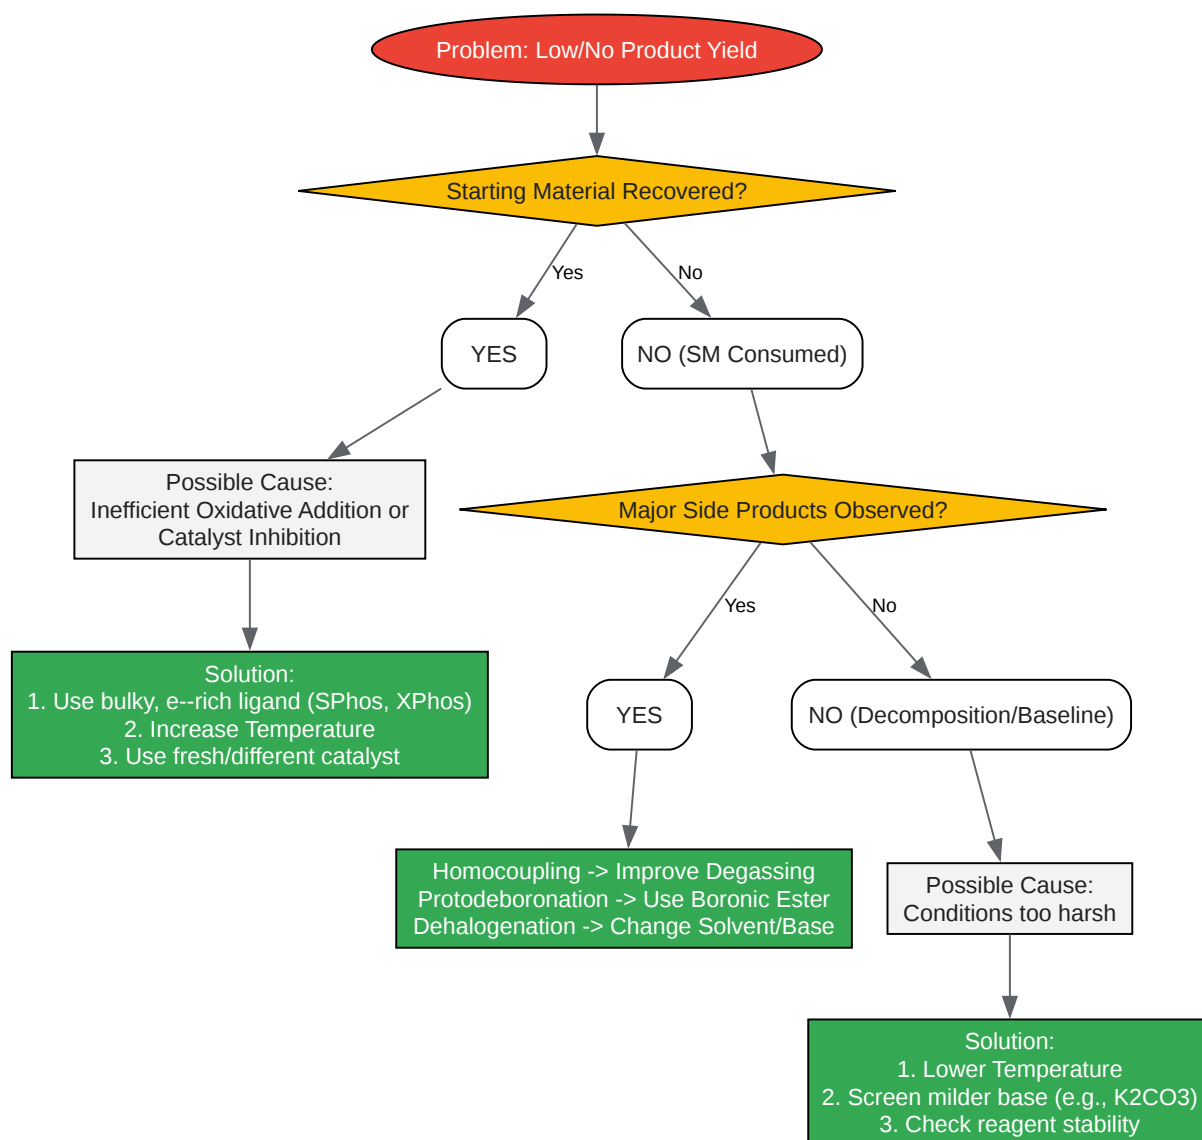 Problem: Low/No Product Yield
Starting Material Recovered?
Yes
No
YES
NO (SM Consumed)
Possible Cause:
Inefficient Oxidative Addition or
Catalyst Inhibition
Major Side Products Observed?
Solution:
1. Use bulky, e--rich ligand (SPhos, XPhos)
2. Increase Temperature
3. Use fresh/different catalyst
Yes
No
YES
NO (Decomposition/Baseline)
Homocoupling -> Improve Degassing
Protodeboronation -> Use Boronic Ester
Dehalogenation -> Change Solvent/Base
Possible Cause:
Conditions too harsh
Solution:
1. Lower Temperature
2. Screen milder base (e.g., K2CO3)
3. Check reagent stability